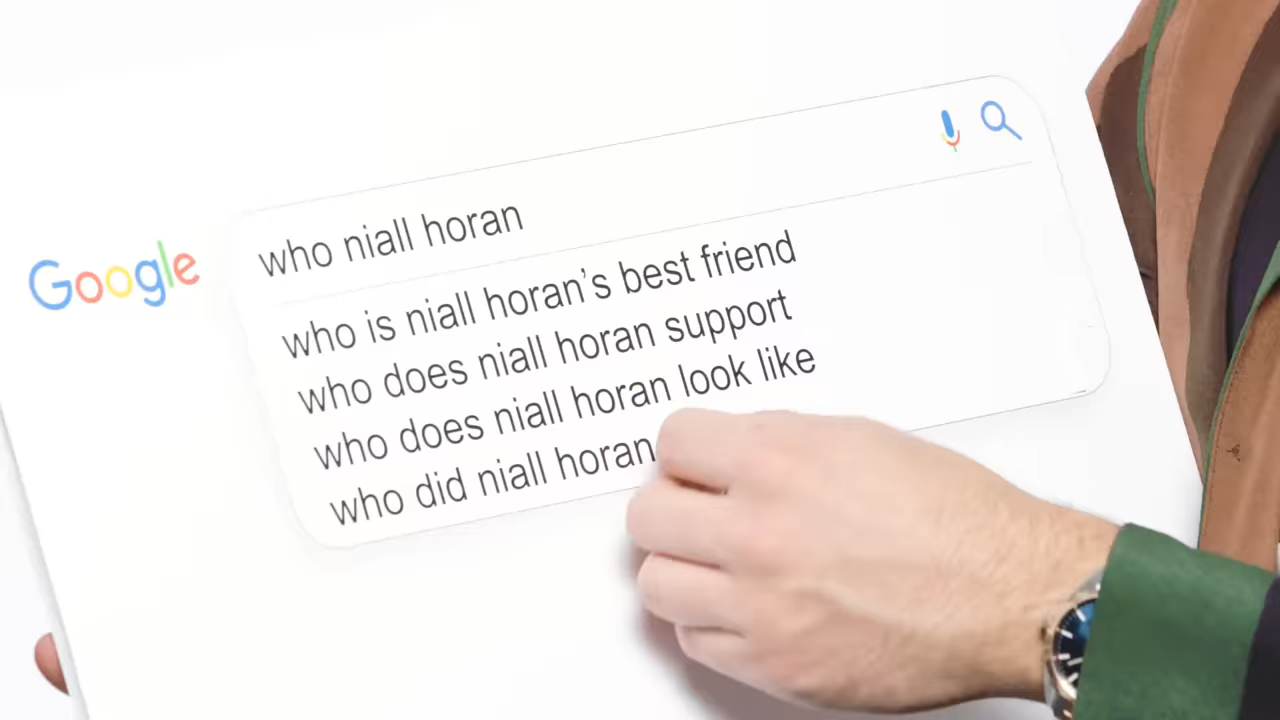 Google
who niall horan
who is niall horan’s best friend
who does niall horan support
who does niall horan look like
who did niall horan